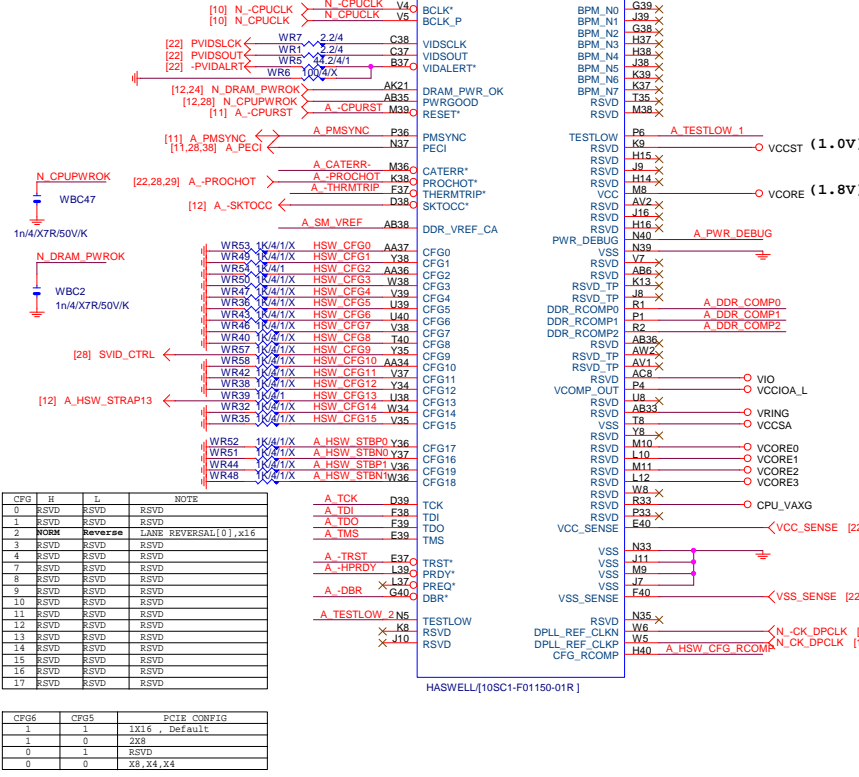 [10] N_-CPUCLK N_-CPUCLK V4 BCLK* BPM_N0 G39
[10] N_CPUCLK N_CPUCLK V5 BCLK_P BPM_N1 J39
BPM_N2 G38
[22] PVIDSLCK WR7 2.2/4 C38 VIDSCLK BPM_N3 H37
[22] PVIDSOUT WR1 2.2/4 C37 VIDSOUT BPM_N4 H38
[22] -PVIDALRT WR5 44.2/4/1 B37 VIDALERT* BPM_N5 J38
WR6 100/4/X BPM_N6 K39
BPM_N7 K37
[12,24] N_DRAM_PWROK AK21 DRAM_PWR_OK RSVD T35
[12,28] N_CPUPWROK AB35 PWRGOOD RSVD M38
[11] A_-CPURST A_-CPURST M39 RESET*
[11] A_PMSYNC A_PMSYNC P36 PMSYNC TESTLOW P6 A_TESTLOW_1
[11,28,38] A_PECI N37 PECI RSVD K9 VCCST (1.0V)
RSVD H15
A_CATERR- M36 CATERR* RSVD J9
[22,28,29] A_-PROCHOT A_-PROCHOT K38 PROCHOT* RSVD H14
A_-THRMTRIP F37 THERMTRIP* VCC M8 VCORE (1.8V)
[12] A_-SKTOCC D38 SKTOCC* RSVD AV2
RSVD J16
A_SM_VREF AB38 DDR_VREF_CA RSVD H16
PWR_DEBUG N40 A_PWR_DEBUG
N_CPUPWROK
WBC47
1n/4/X7R/50V/K
N_DRAM_PWROK
WBC2
1n/4/X7R/50V/K
WR53 1K/4/1/X HSW_CFG0 AA37 CFG0 VSS N39
WR49 1K/4/1/X HSW_CFG1 Y38 CFG1 RSVD V7
WR54 1K/4/1 HSW_CFG2 AA36 CFG2 RSVD AB6
WR50 1K/4/1/X HSW_CFG3 W38 CFG3 RSVD_TP K13
WR47 1K/4/1/X HSW_CFG4 V39 CFG4 RSVD_TP J8
WR36 1K/4/1/X HSW_CFG5 U39 CFG5 DDR_RCOMP0 R1 A_DDR_COMP0
WR43 1K/4/1/X HSW_CFG6 U40 CFG6 DDR_RCOMP1 P1 A_DDR_COMP1
WR46 1K/4/1/X HSW_CFG7 V38 CFG7 DDR_RCOMP2 R2 A_DDR_COMP2
WR40 1K/4/1/X HSW_CFG8 T40 CFG8 RSVD AB36
[28] SVID_CTRL WR57 1K/4/1/X HSW_CFG9 Y35 CFG9 RSVD_TP AW2
WR58 1K/4/1/X HSW_CFG10 AA34 CFG10 RSVD_TP AV1
WR42 1K/4/1/X HSW_CFG11 V37 CFG11 RSVD AC8 VIO
WR38 1K/4/1/X HSW_CFG12 Y34 CFG12 VCOMP_OUT P4 VCCIOA_L
[12] A_HSW_STRAP13 WR39 1K/4/1 HSW_CFG13 U38 CFG13 RSVD U8
WR32 1K/4/1/X HSW_CFG14 W34 CFG14 RSVD AB33 VRING
WR35 1K/4/1/X HSW_CFG15 V35 CFG15 VSS T8 VCCSA
RSVD Y8
WR52 1K/4/1/X A_HSW_STBP0 Y36 CFG17 RSVD M10 VCORE0
WR51 1K/4/1/X A_HSW_STBN0 Y37 CFG16 RSVD L10 VCORE1
WR44 1K/4/1/X A_HSW_STBP1 V36 CFG19 RSVD M11 VCORE2
WR48 1K/4/1/X A_HSW_STBN1 W36 CFG18 RSVD L12 VCORE3
RSVD W8
A_TCK D39 TCK RSVD R33 CPU_VAXG
A_TDI F38 TDI RSVD P33
A_TDO F39 TDO VCC_SENSE E40 VCC_SENSE [22
A_TMS E39 TMS
A_-TRST E37 TRST* VSS N33
A_-HPRDY L39 PRDY* VSS J11
L37 PREQ* VSS M9
A_-DBR G40 DBR* VSS J7
VSS_SENSE F40 VSS_SENSE [22
A_TESTLOW_2 N5 TESTLOW RSVD N35
K8 RSVD DPLL_REF_CLKN W6 N_-CK_DPCLK [
J10 RSVD DPLL_REF_CLKP W5 N_CK_DPCLK [1
CFG_RCOMP H40 A_HSW_CFG_RCOMP
HASWELL/[10SC1-F01150-01R ]
CFG H L NOTE
0 RSVD RSVD RSVD
1 RSVD RSVD RSVD
2 NORM Reverse LANE REVERSAL[0],x16
3 RSVD RSVD RSVD
4 RSVD RSVD RSVD
7 RSVD RSVD RSVD
8 RSVD RSVD RSVD
9 RSVD RSVD RSVD
10 RSVD RSVD RSVD
11 RSVD RSVD RSVD
12 RSVD RSVD RSVD
13 RSVD RSVD RSVD
14 RSVD RSVD RSVD
15 RSVD RSVD RSVD
16 RSVD RSVD RSVD
17 RSVD RSVD RSVD
CFG6 CFG5 PCIE CONFIG
1 1 1X16 , Default
1 0 2X8
0 1 RSVD
0 0 X8,X4,X4